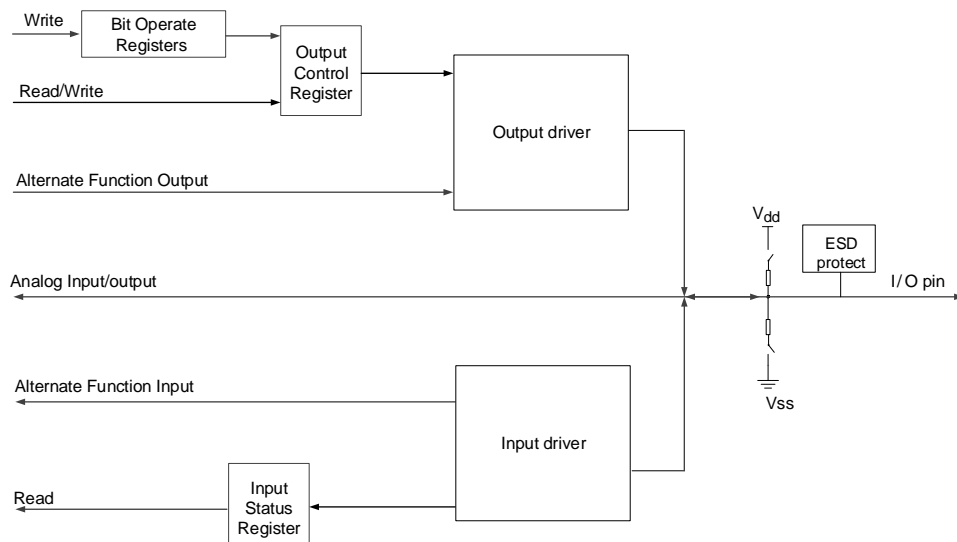 Write
Bit Operate
Registers
Output
Control
Register
Read/Write
Output driver
Alternate Function Output
Vdd
ESD
protect
Analog Input/output
I/O pin
Alternate Function Input
Vss
Input driver
Read
Input
Status
Register